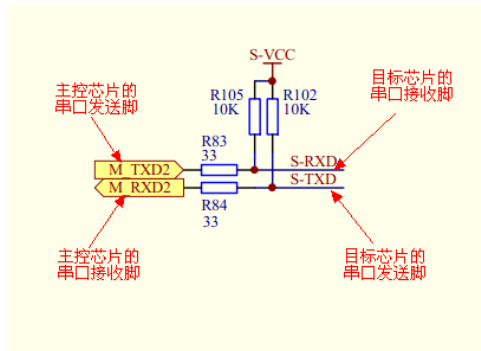 S-VCC
主控芯片的
串口发送脚
目标芯片的
串口接收脚
R105
10K
R102
10K
R83
33
M_TXD2
S-RXD
M_RXD2
S-TXD
R84
33
主控芯片的
串口接收脚
目标芯片的
串口发送脚